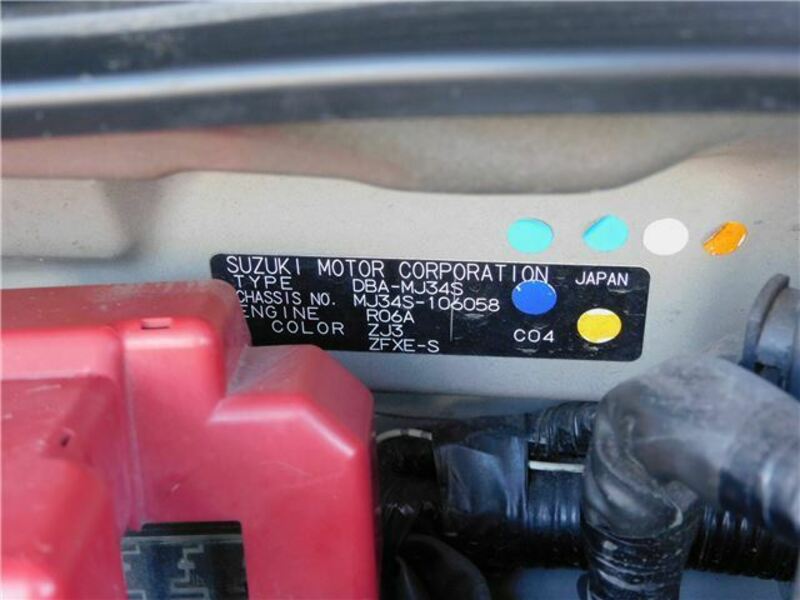 SUZUKI MOTOR CORPORATION JAPAN
TYPE DBA-MJ34S
CHASSIS NO. MJ34S-106058
ENGINE R06A
COLOR ZJ3 C04
ZFXE-S